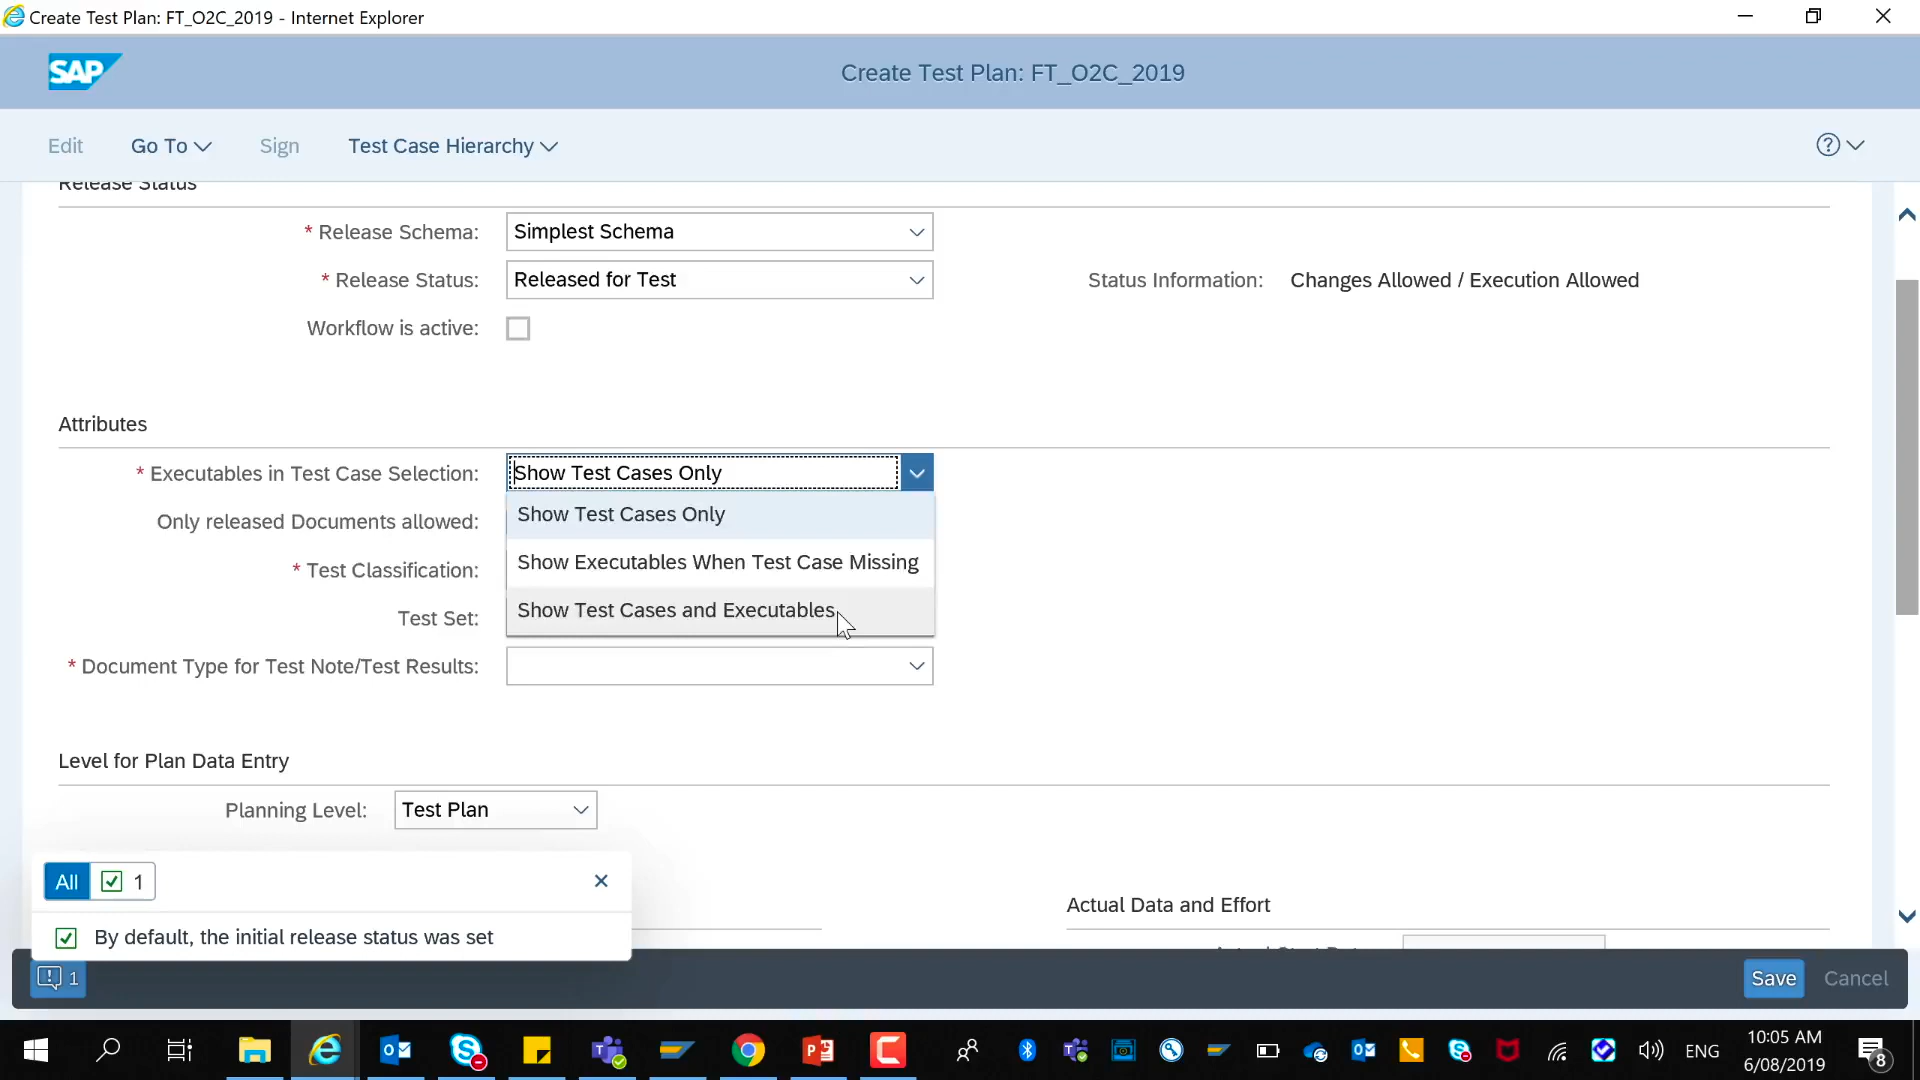 Create Test Plan: FT_O2C_2019 - Internet Explorer
SAP
Create Test Plan: FT_O2C_2019
Edit
Go To
Sign
Test Case Hierarchy
Release Status
* Release Schema:
Simplest Schema
* Release Status:
Released for Test
Status Information:
Changes Allowed / Execution Allowed
Workflow is active:
Attributes
* Executables in Test Case Selection:
Show Test Cases Only
Show Test Cases Only
Only released Documents allowed:
Show Executables When Test Case Missing
* Test Classification:
Show Test Cases and Executables
Test Set:
* Document Type for Test Note/Test Results:
Level for Plan Data Entry
Planning Level:
Test Plan
All
1
By default, the initial release status was set
Actual Data and Effort
1
Save
Cancel
ENG
10:05 AM
6/08/2019
8